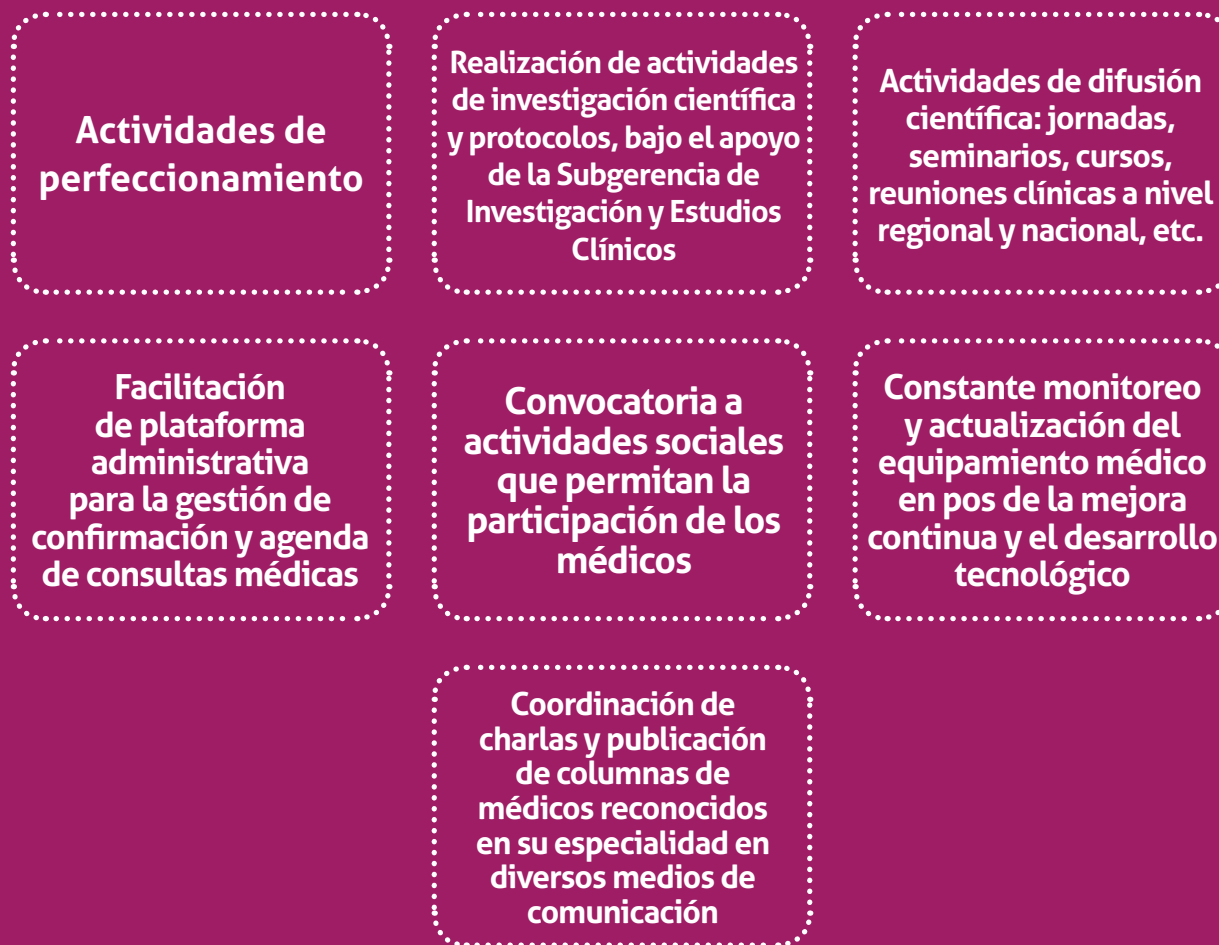 Actividades de
perfeccionamiento
Realización de actividades
de investigación científica
y protocolos, bajo el apoyo
de la Subgerencia de
Investigación y Estudios
Clínicos
Actividades de difusión
científica: jornadas,
seminarios, cursos,
reuniones clínicas a nivel
regional y nacional, etc.
Facilitación
de plataforma
administrativa
para la gestión de
confirmación y agenda
de consultas médicas
Convocatoria a
actividades sociales
que permitan la
participación de los
médicos
Constante monitoreo
y actualización del
equipamiento médico
en pos de la mejora
continua y el desarrollo
tecnológico
Coordinación de
charlas y publicación
de columnas de
médicos reconocidos
en su especialidad en
diversos medios de
comunicación